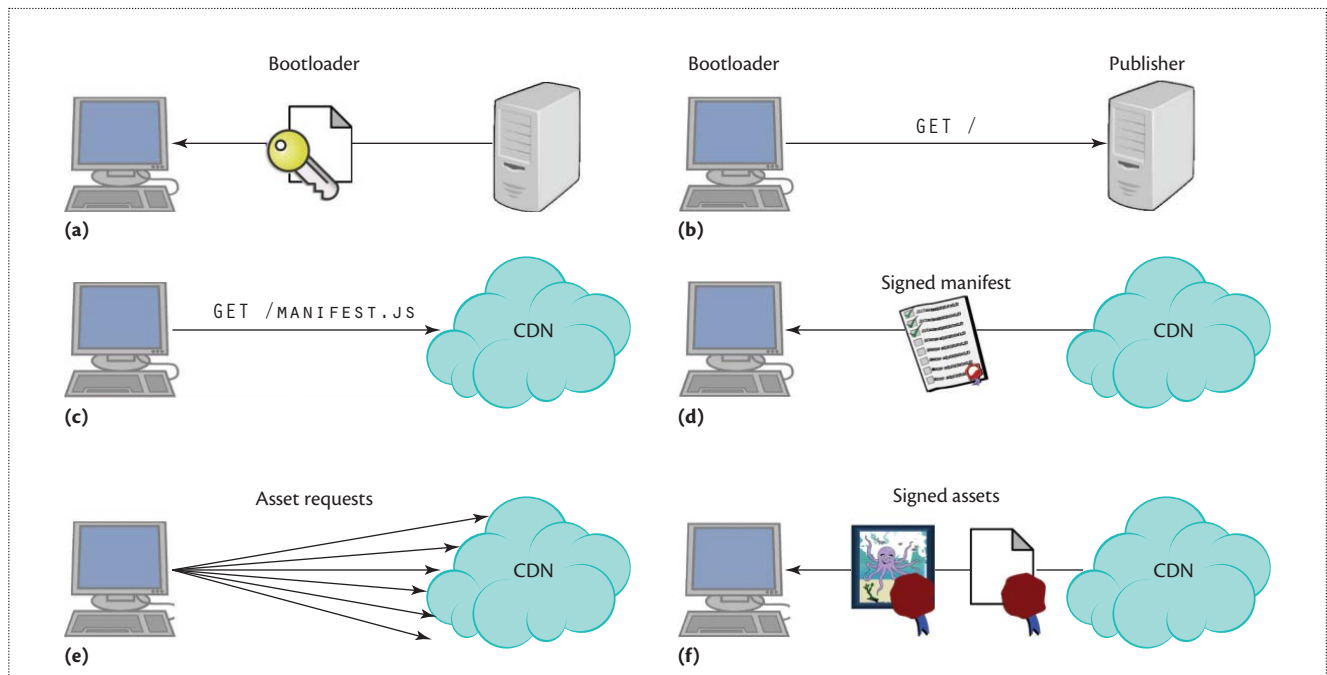 Bootloader
Bootloader
Publisher
GET /
(a)
(b)
GET /MANIFEST.JS
CDN
Signed manifest
CDN
(c)
(d)
Asset requests
CDN
Signed assets
CDN
(e)
(f)